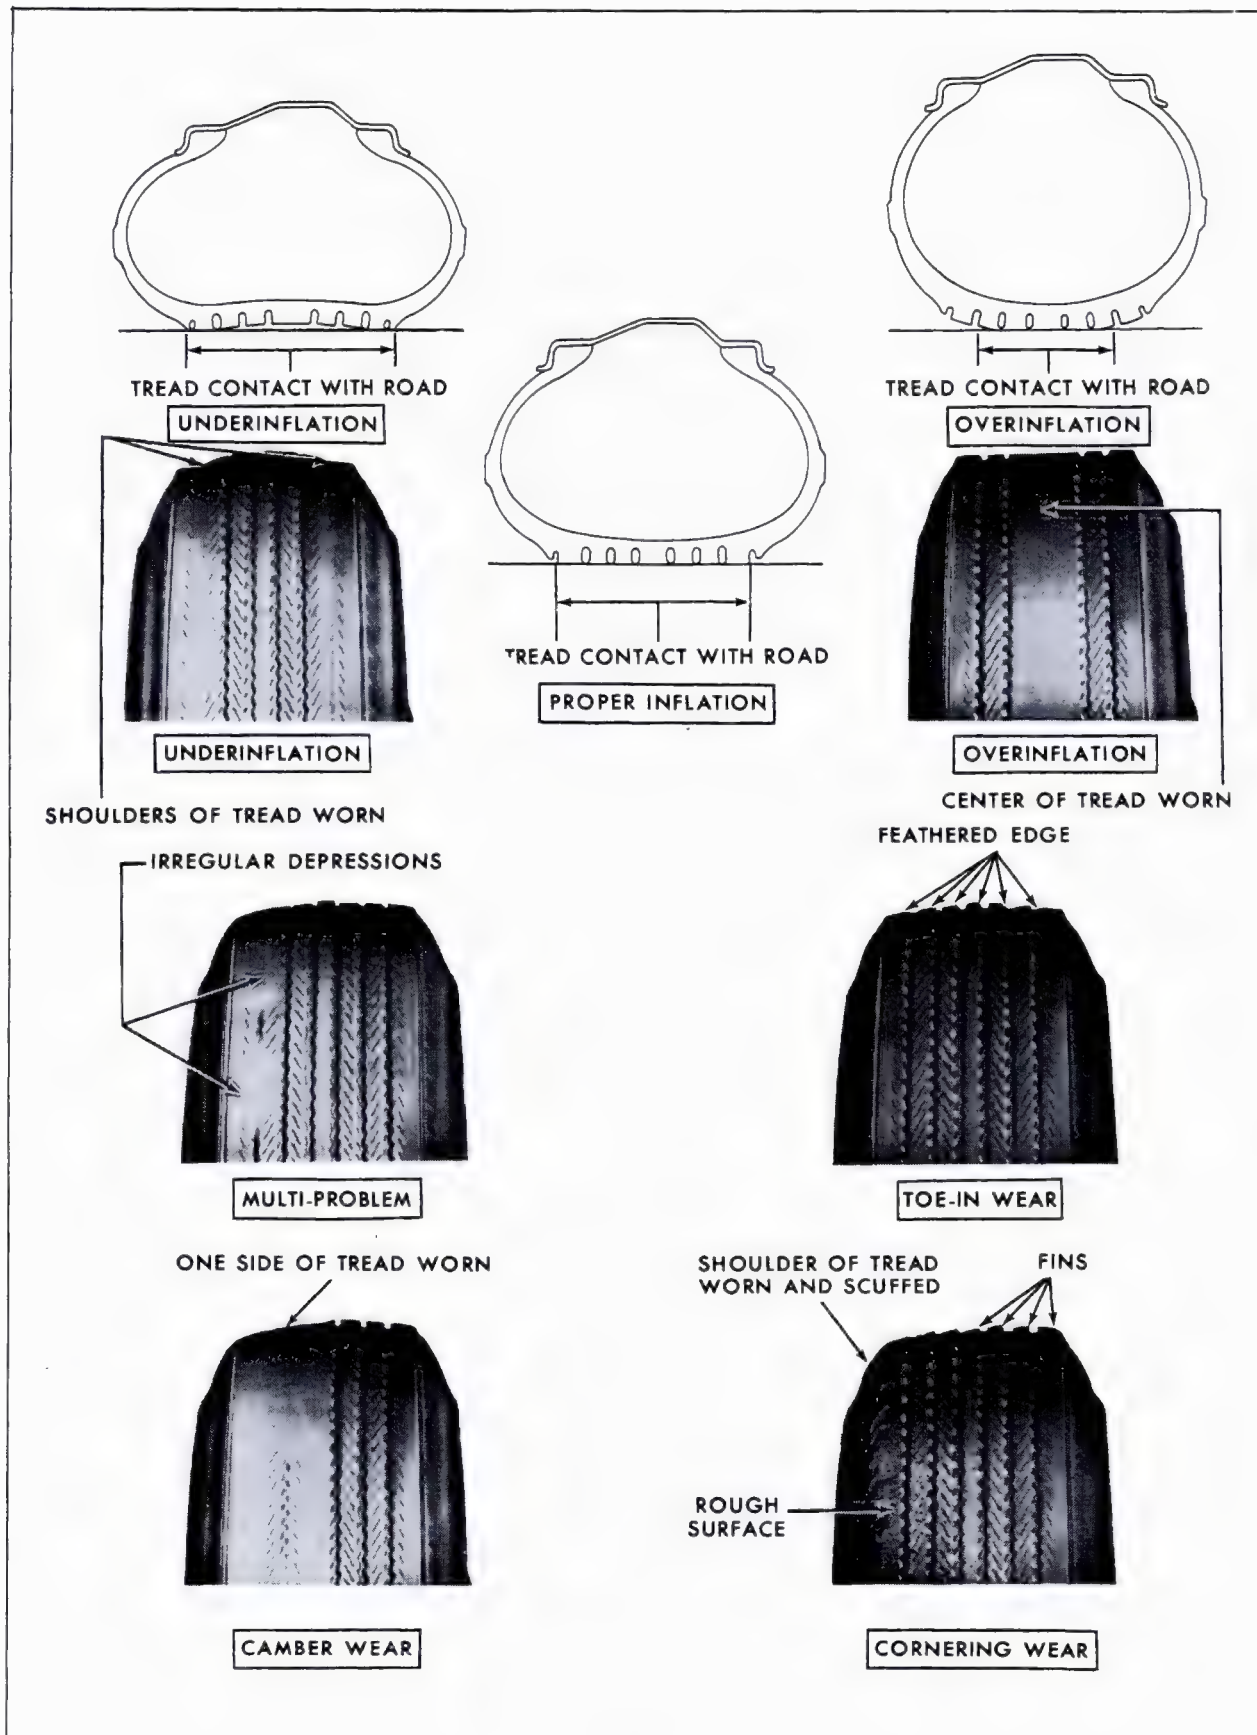 TREAD CONTACT WITH ROAD
UNDERINFLATION
TREAD CONTACT WITH ROAD
OVERINFLATION
TREAD CONTACT WITH ROAD
PROPER INFLATION
UNDERINFLATION
OVERINFLATION
SHOULDERS OF TREAD WORN
CENTER OF TREAD WORN
IRREGULAR DEPRESSIONS
FEATHERED EDGE
MULTI-PROBLEM
TOE-IN WEAR
ONE SIDE OF TREAD WORN
SHOULDER OF TREAD
WORN AND SCUFFED
FINS
ROUGH
SURFACE
CAMBER WEAR
CORNERING WEAR